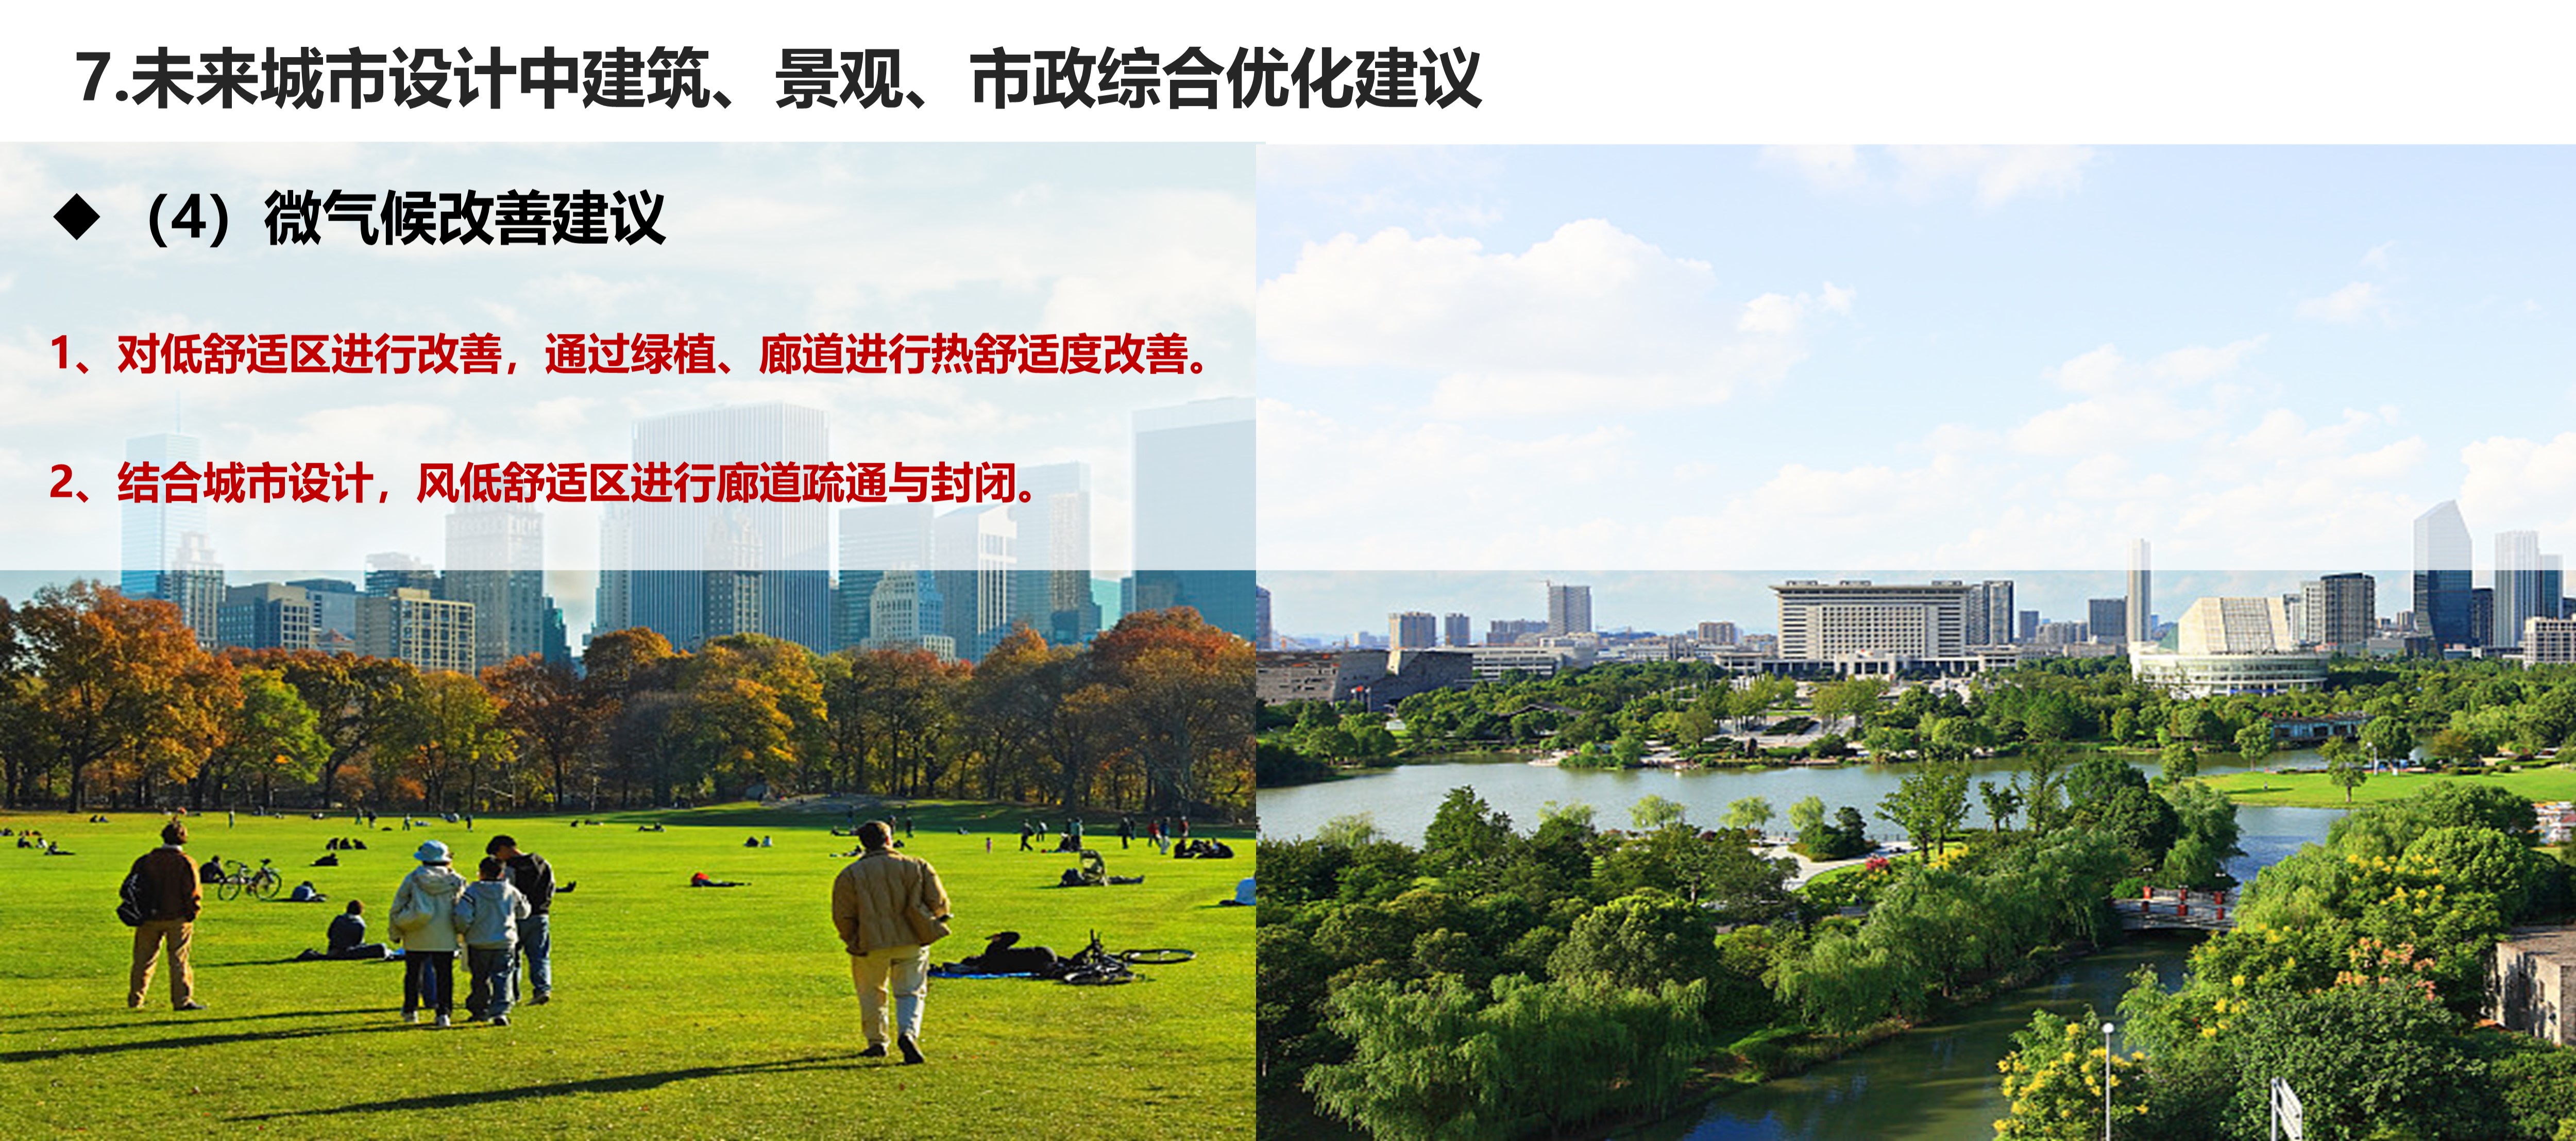 7.未来城市设计中建筑、景观、市政综合优化建议
◆（4）微气候改善建议
1、对低舒适区进行改善，通过绿植、廊道进行热舒适度改善。
2、结合城市设计，风低舒适区进行廊道疏通与封闭。